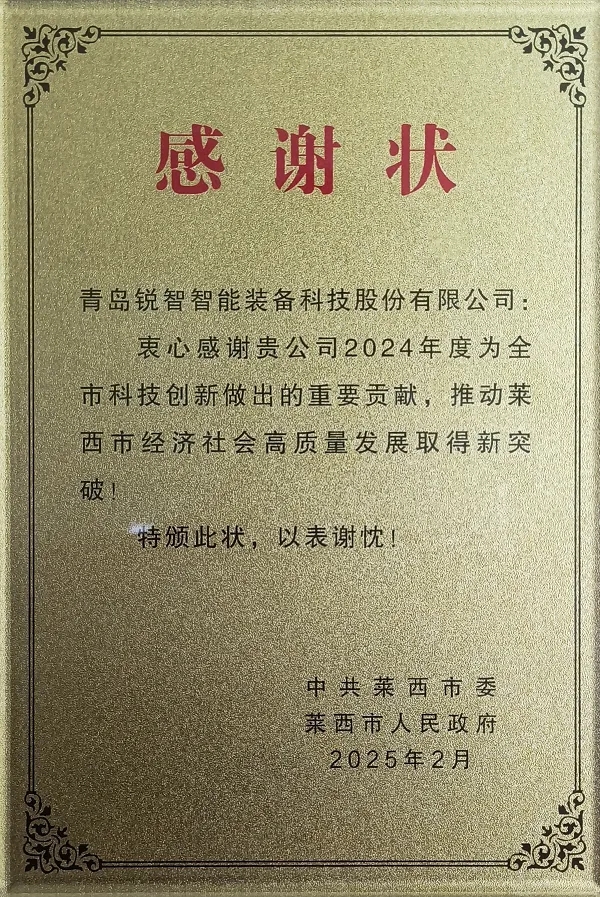 感谢状
青岛锐智智能装备科技股份有限公司：
衷心感谢贵公司2024年度为全
市科技创新做出的重要贡献，推动莱
西市经济社会高质量发展取得新突
破！
特颁此状，以表谢忱！
中共莱西市委
莱西市人民政府
2025年2月